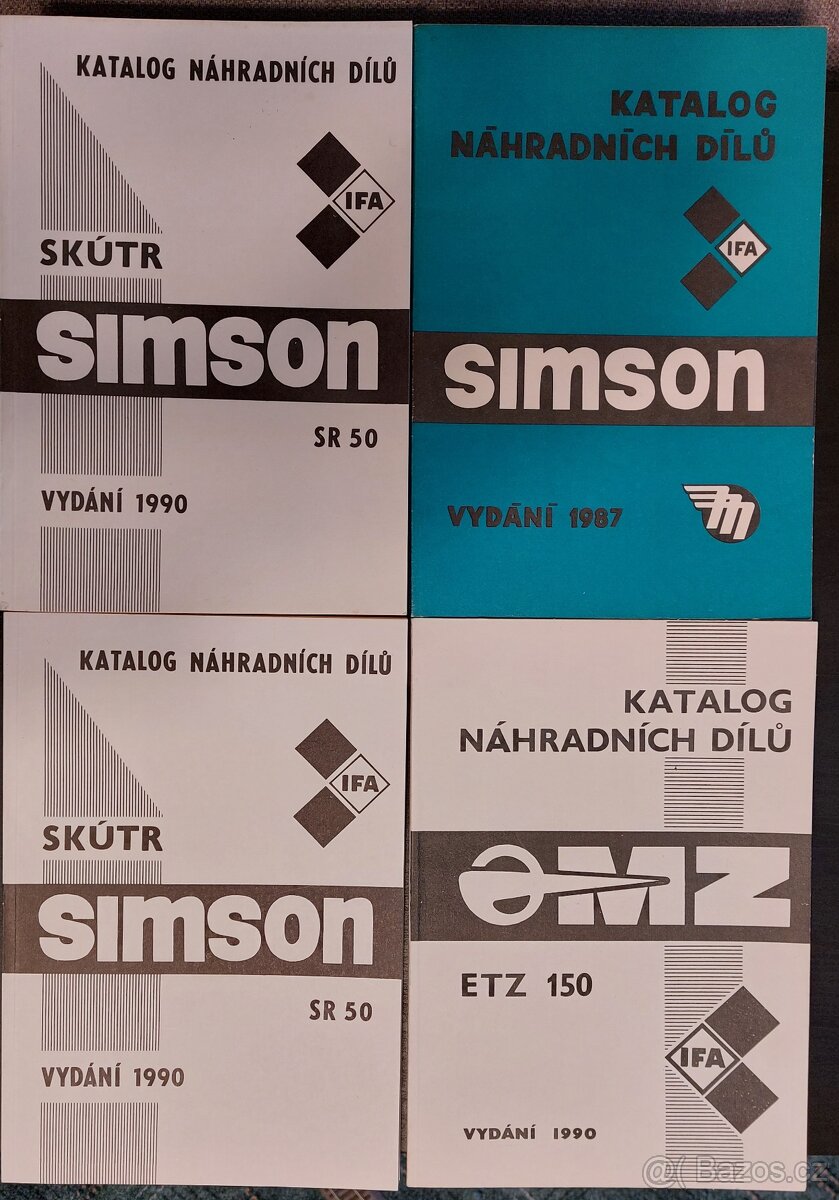 KATALOG NÁHRADNÍCH DÍLŮ
IFA
SKÚTR
SIMSON
SR 50
VYDÁNÍ 1990
KATALOG
NÁHRADNÍCH DÍLŮ
IFA
SIMSON
VYDÁNÍ 1987
M
KATALOG NÁHRADNÍCH DÍLŮ
IFA
SKÚTR
SIMSON
SR 50
VYDÁNÍ 1990
KATALOG
NÁHRADNÍCH DÍLŮ
MZ
ETZ 150
IFA
VYDÁNÍ 1990
@( Bazos.cz